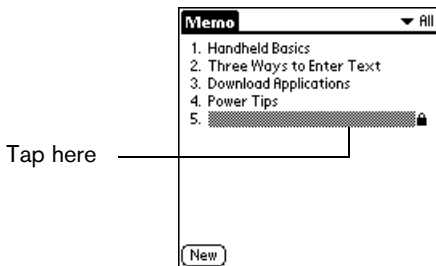 Memo
All
1. Handheld Basics
2. Three Ways to Enter Text
3. Download Applications
4. Power Tips
5.
Tap here
New